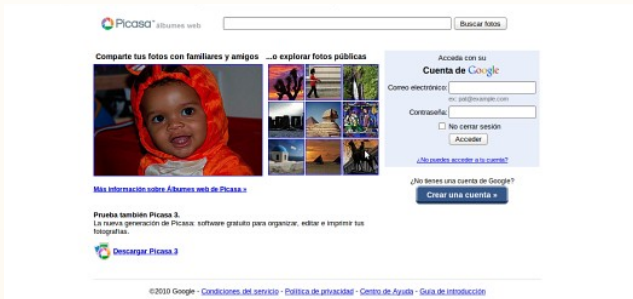 Picasa™ álbumes web
Buscar fotos
Comparte tus fotos con familiares y amigos
...o explorar fotos públicas
Más información sobre Álbumes web de Picasa »
Prueba también Picasa 3.
La nueva generación de Picasa: software gratuito para organizar, editar e imprimir tus
fotografías.
Descargar Picasa 3
Acceda con su
Cuenta de Google
Correo electrónico:
ex: pat@example.com
Contraseña:
No cerrar sesión
Acceder
¿No puedes acceder a tu cuenta?
¿No tienes una cuenta de Google?
Crear una cuenta »
©2010 Google - Condiciones del servicio - Política de privacidad - Centro de Ayuda - Guía de introducción